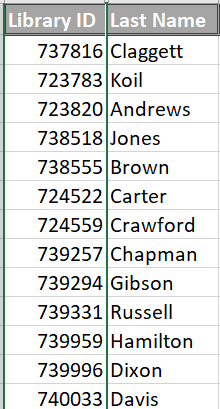 Library ID Last Name
737816 Claggett
723783 Koil
723820 Andrews
738518 Jones
738555 Brown
724522 Carter
724559 Crawford
739257 Chapman
739294 Gibson
739331 Russell
739959 Hamilton
739996 Dixon
740033 Davis